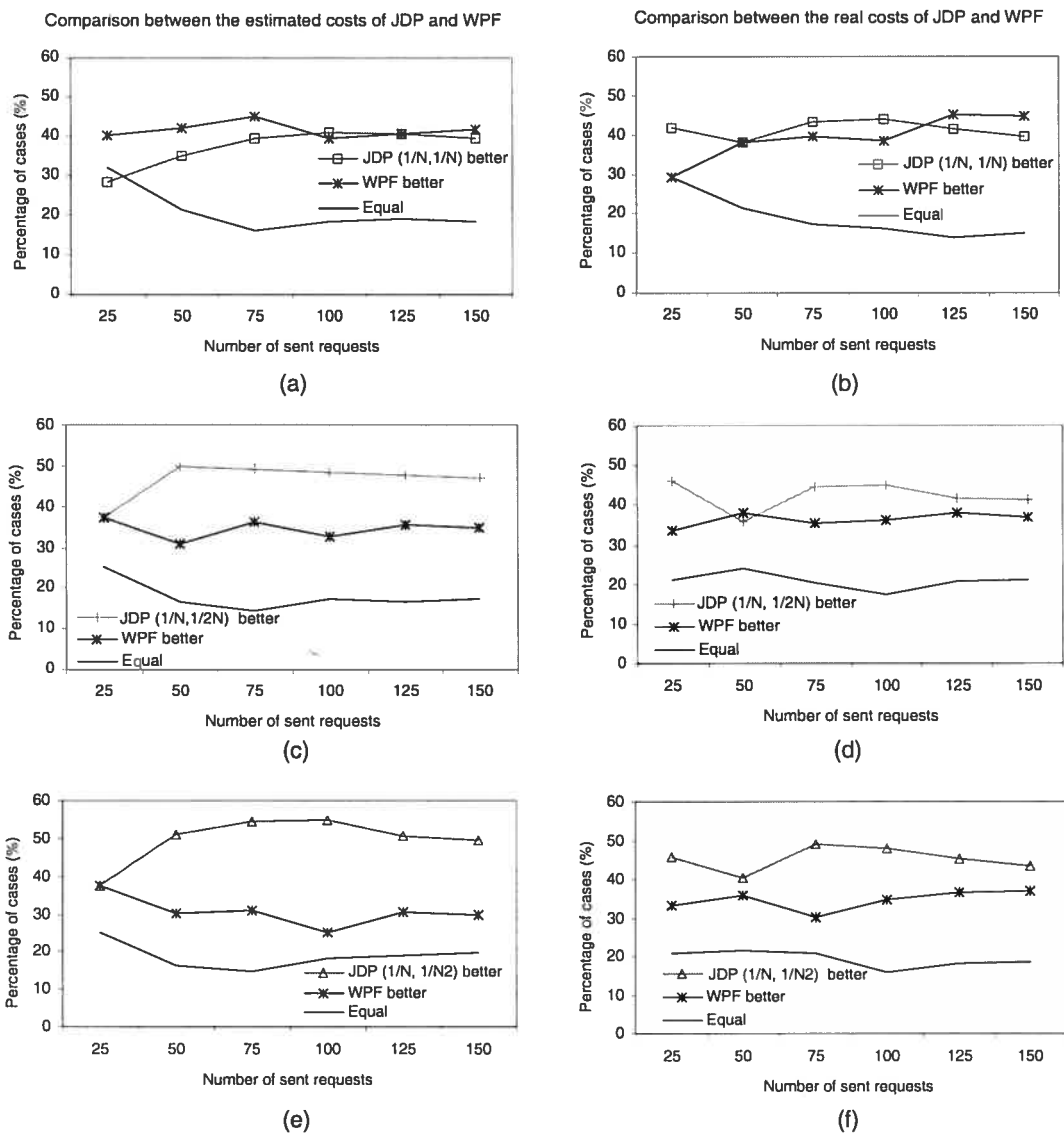 Comparison between the estimated costs of JDP and WPF
Percentage of cases (%)
60
50
40
30
20
10
0
JDP (1/N,1/N) better
WPF better
Equal
25 50 75 100 125 150
Number of sent requests
(a)
Comparison between the real costs of JDP and WPF
Percentage of cases (%)
60
50
40
30
20
10
0
JDP (1/N, 1/N) better
WPF better
Equal
25 50 75 100 125 150
Number of sent requests
(b)
Percentage of cases (%)
60
50
40
30
20
10
0
JDP (1/N,1/2N) better
WPF better
Equal
25 50 75 100 125 150
Number of sent requests
(c)
Percentage of cases (%)
60
50
40
30
20
10
0
JDP (1/N, 1/2N) better
WPF better
Equal
25 50 75 100 125 150
Number of sent requests
(d)
Percentage of cases (%)
60
50
40
30
20
10
0
JDP (1/N, 1/N2) better
WPF better
Equal
25 50 75 100 125 150
Number of sent requests
(e)
Percentage of cases (%)
60
50
40
30
20
10
0
JDP (1/N, 1/N2) better
WPF better
Equal
25 50 75 100 125 150
Number of sent requests
(f)